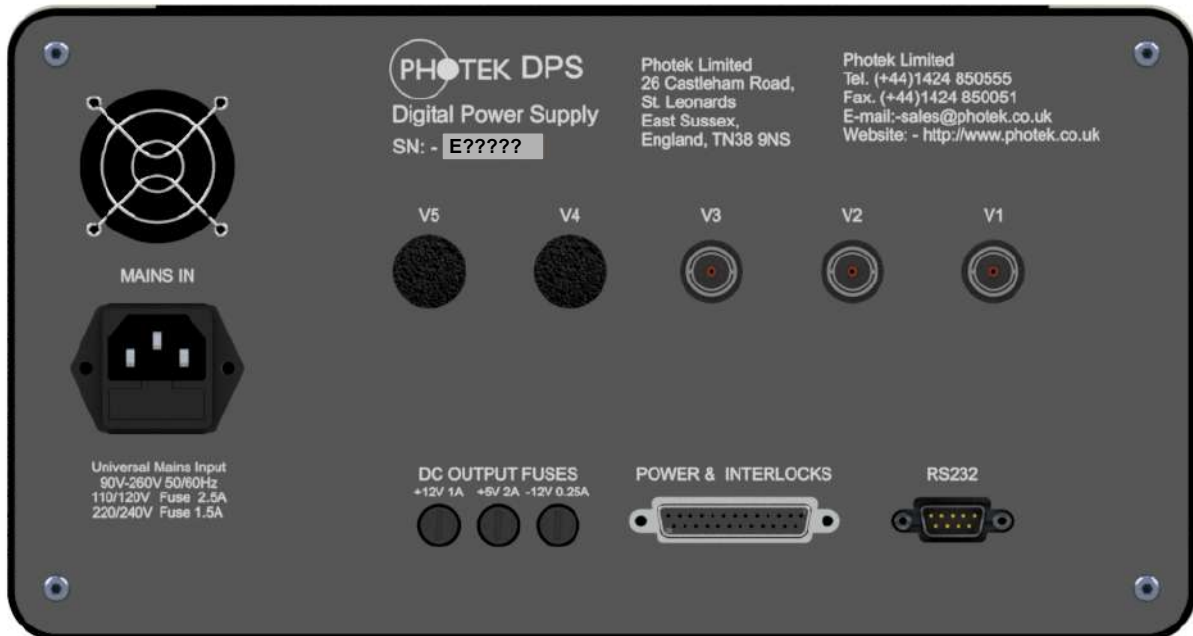 PHOTEK DPS
Digital Power Supply
SN: - E?????
Photek Limited
26 Castleham Road,
St. Leonards
East Sussex,
England, TN38 9NS
Photek Limited
Tel. (+44)1424 850555
Fax. (+44)1424 850051
E-mail:-sales@photek.co.uk
Website: - http://www.photek.co.uk
V5 V4 V3 V2 V1
MAINS IN
Universal Mains Input
90V-260V 50/60Hz
110/120V Fuse 2.5A
220/240V Fuse 1.5A
DC OUTPUT FUSES
+12V 1A +5V 2A -12V 0.25A
POWER & INTERLOCKS
RS232